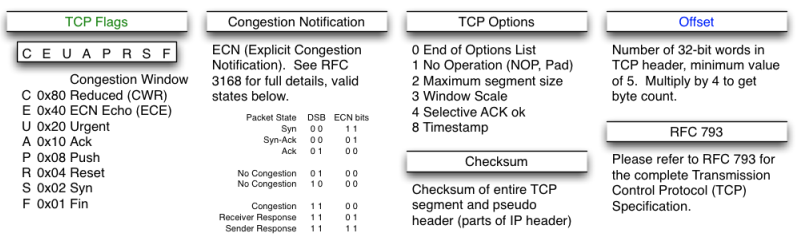 TCP Flags
C E U A P R S F
Congestion Window
C 0x80 Reduced (CWR)
E 0x40 ECN Echo (ECE)
U 0x20 Urgent
A 0x10 Ack
P 0x08 Push
R 0x04 Reset
S 0x02 Syn
F 0x01 Fin
Congestion Notification
ECN (Explicit Congestion
Notification). See RFC
3168 for full details, valid
states below.
Packet State DSB ECN bits
Syn 0 0 1 1
Syn-Ack 0 0 0 1
Ack 0 1 0 0
No Congestion 0 1 0 0
No Congestion 1 0 0 0
Congestion 1 1 0 0
Receiver Response 1 1 0 1
Sender Response 1 1 1 1
TCP Options
0 End of Options List
1 No Operation (NOP, Pad)
2 Maximum segment size
3 Window Scale
4 Selective ACK ok
8 Timestamp
Checksum
Checksum of entire TCP
segment and pseudo
header (parts of IP header)
Offset
Number of 32-bit words in
TCP header, minimum value
of 5. Multiply by 4 to get
byte count.
RFC 793
Please refer to RFC 793 for
the complete Transmission
Control Protocol (TCP)
Specification.